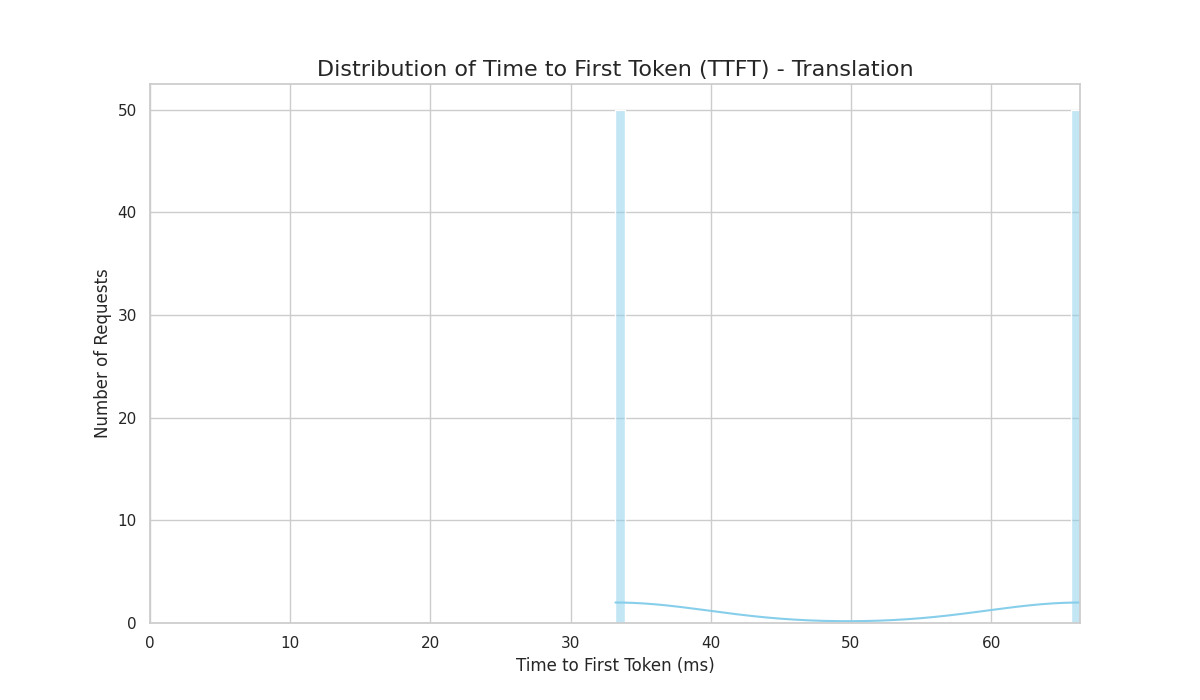 Distribution of Time to First Token (TTFT) - Translation
50
40
30
20
10
0
Number of Requests
0 10 20 30 40 50 60
Time to First Token (ms)